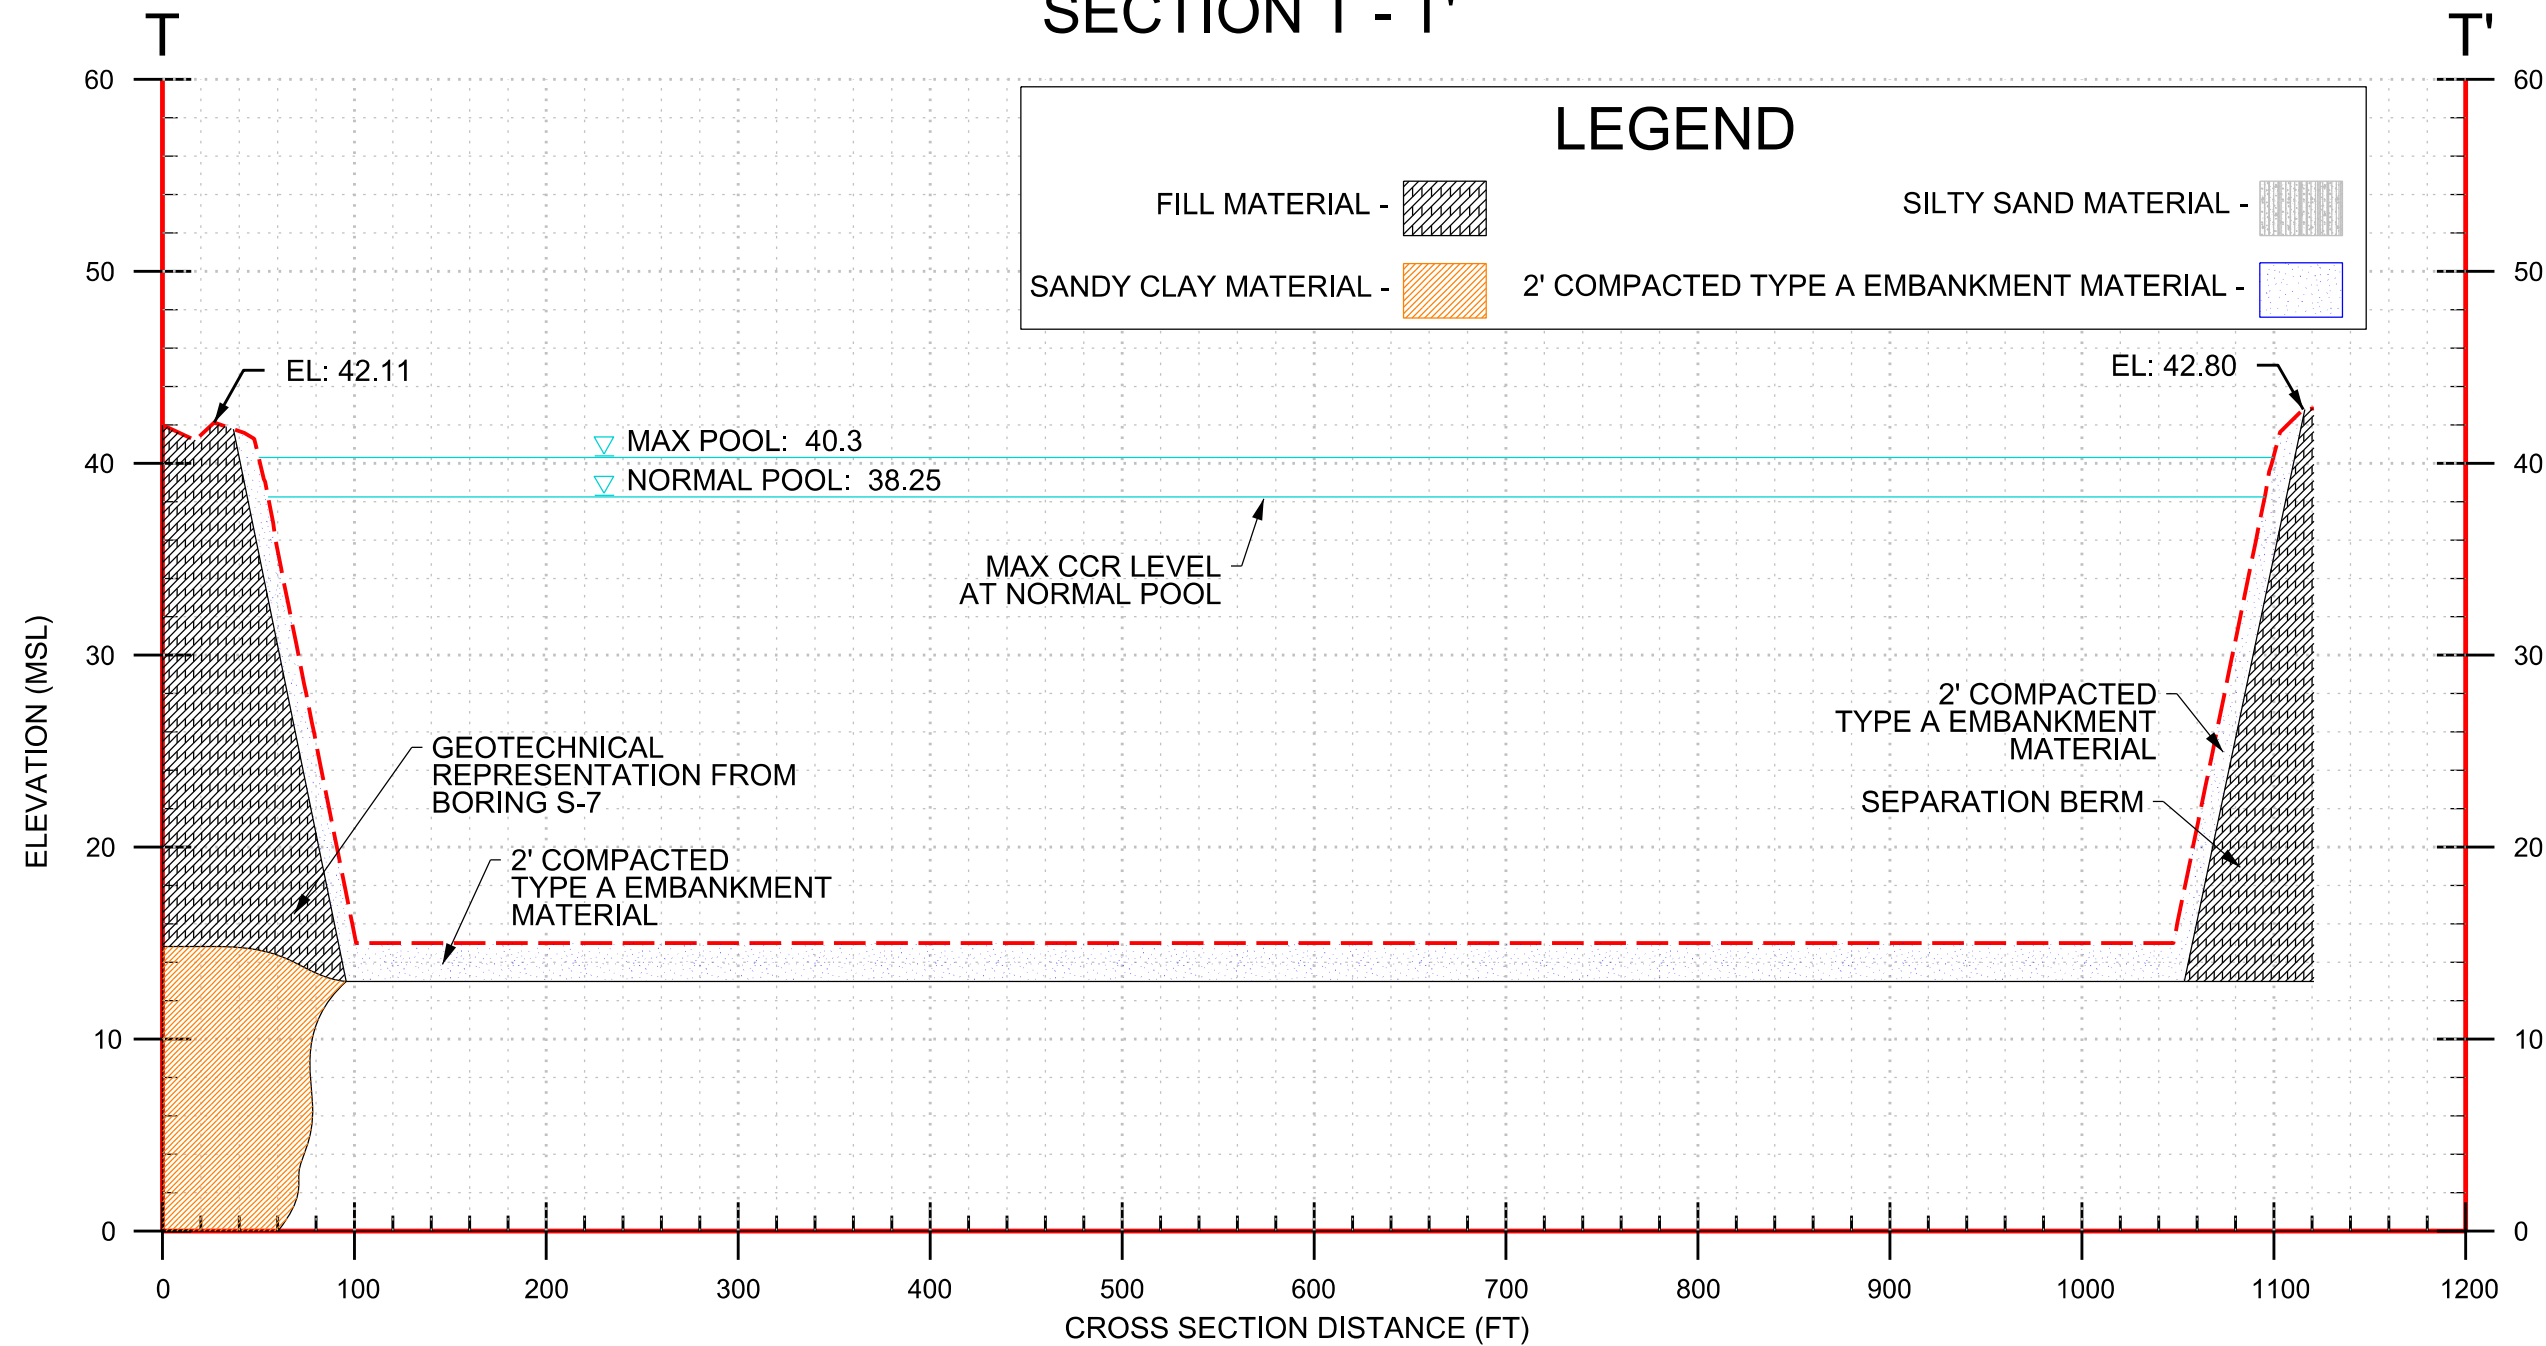 SECTION T - T'
T
T'
60
60
LEGEND
FILL MATERIAL -
SILTY SAND MATERIAL -
SANDY CLAY MATERIAL -
2' COMPACTED TYPE A EMBANKMENT MATERIAL -
50
50
EL: 42.11
EL: 42.80
MAX POOL: 40.3
40
40
NORMAL POOL: 38.25
MAX CCR LEVEL
AT NORMAL POOL
ELEVATION (MSL)
30
30
2' COMPACTED
TYPE A EMBANKMENT
MATERIAL
GEOTECHNICAL
REPRESENTATION FROM
BORING S-7
SEPARATION BERM
20
20
2' COMPACTED
TYPE A EMBANKMENT
MATERIAL
10
10
0
0
0 100 200 300 400 500 600 700 800 900 1000 1100 1200
CROSS SECTION DISTANCE (FT)